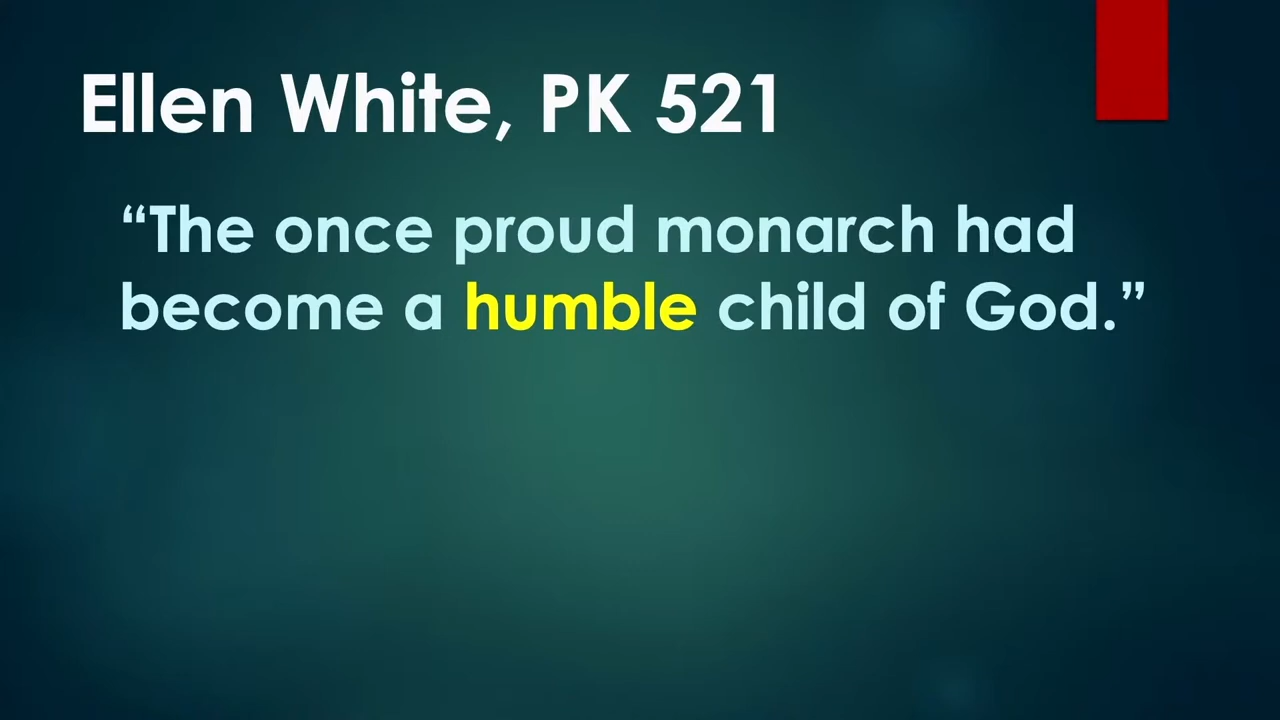 Ellen White, PK 521
“The once proud monarch had
become a humble child of God.”